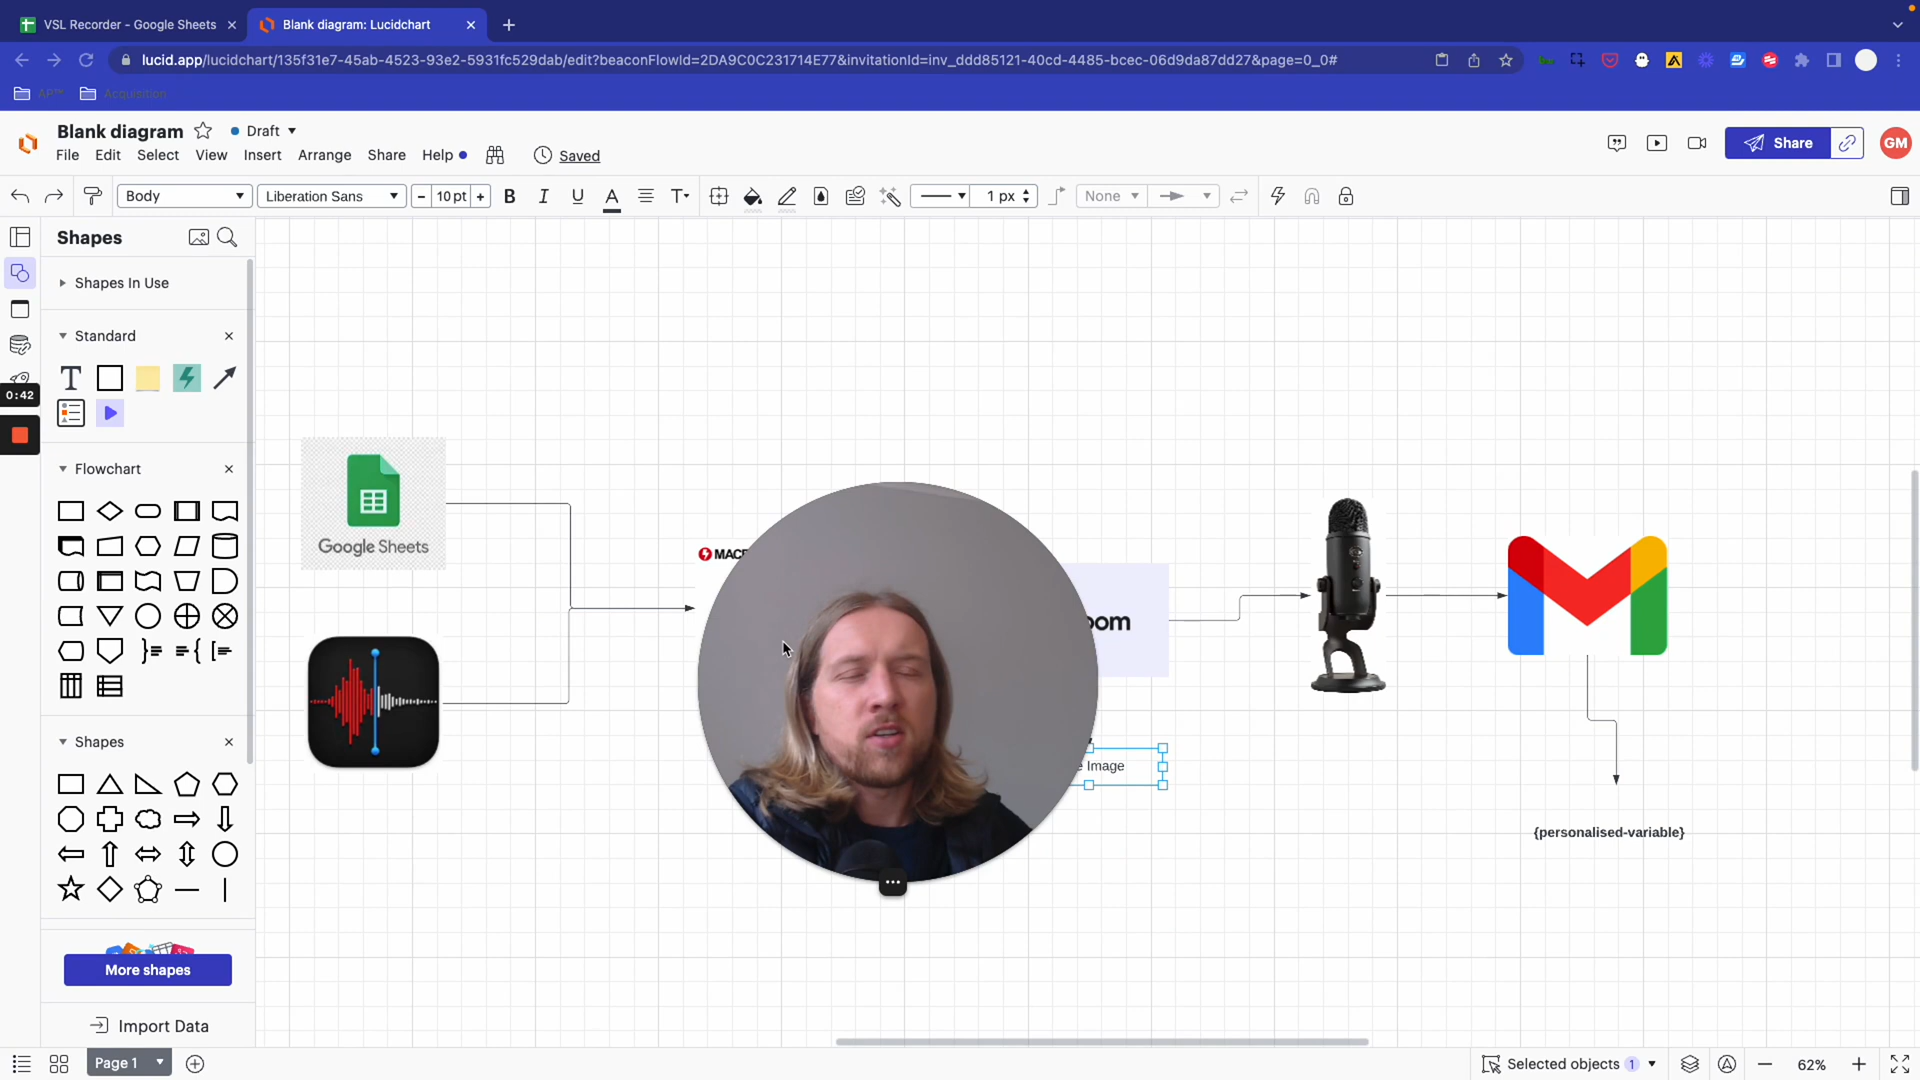 VSL Recorder - Google Sheets
Blank diagram: Lucidchart
lucid.app/lucidchart/135f31e7-45ab-4523-93e2-5931fc529dab/edit?beaconFlowId=2DA9C0C231714E77&invitationId=inv_ddd85121-40cd-4485-bcec-06d9da87dd27&page=0_0#
AP™
Acquisition
Blank diagram
Draft
File Edit Select View Insert Arrange Share Help
Saved
Share
GM
Body
Liberation Sans
- 10 pt +
B I U A T
1 px
None
Shapes
Shapes In Use
Standard
T
0:42
Flowchart
Shapes
More shapes
Import Data
Google Sheets
{personalised-variable}
Image
Page 1
Selected objects 1
62%